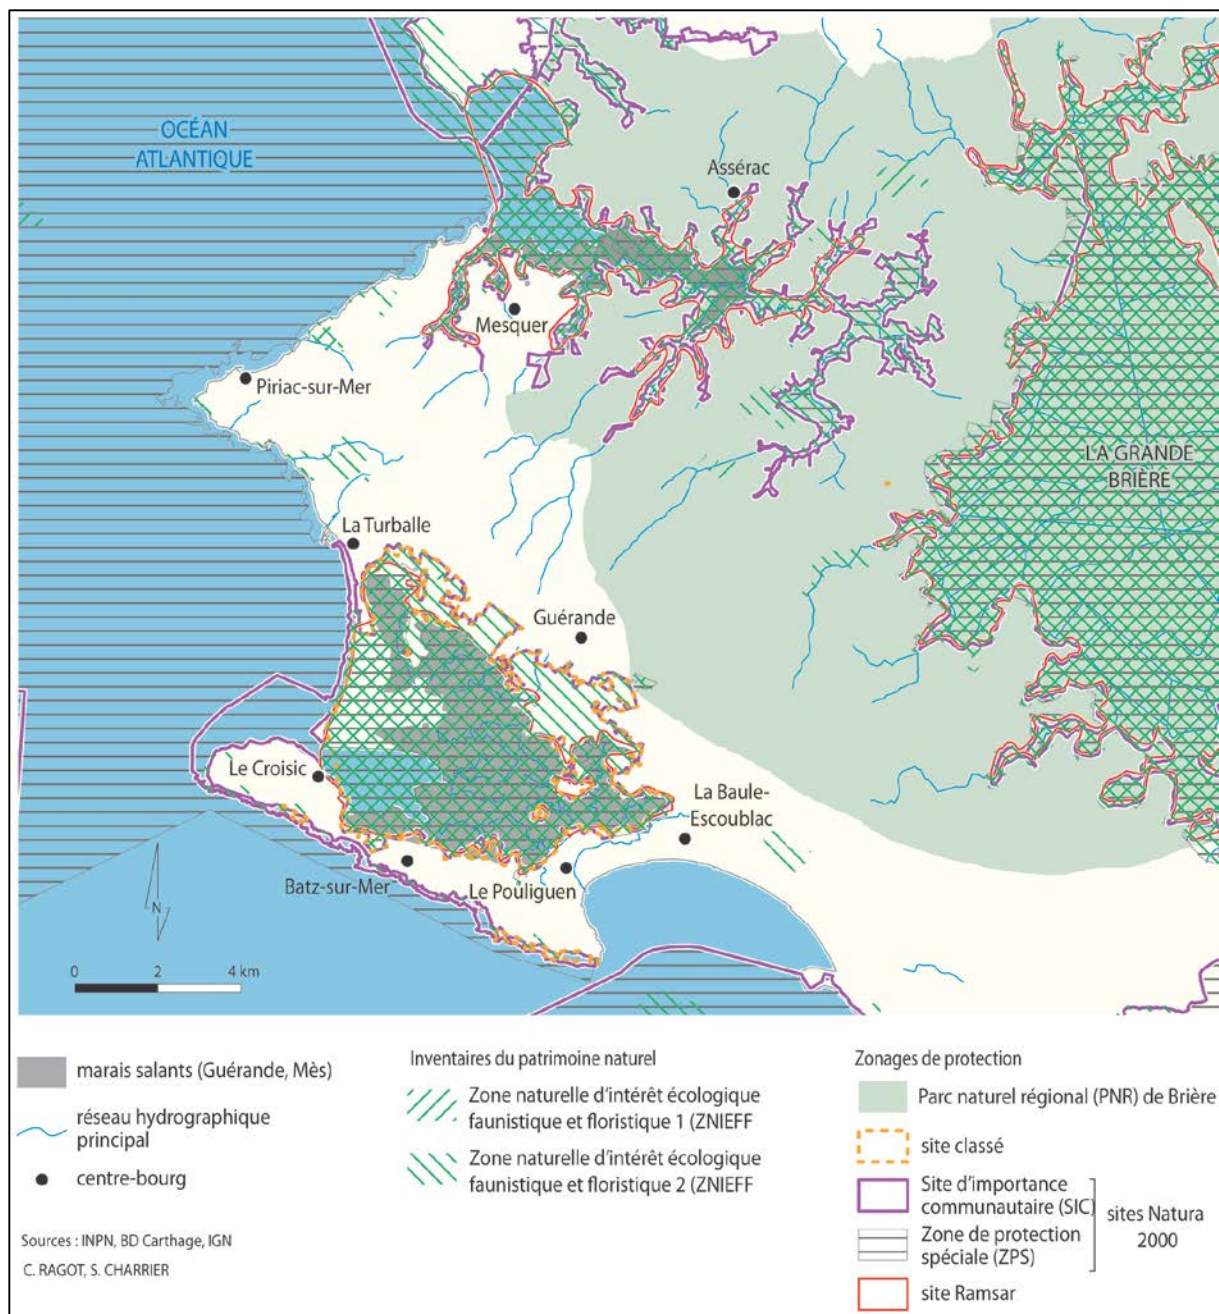 OCÉAN
ATLANTIQUE
Assérac
Mesquer
Piriac-sur-Mer
LA GRANDE
BRIÈRE
La Turballe
Guérande
Le Croisic
La Baule-
Escoublac
Batz-sur-Mer
Le Pouliguen
N
0 2 4 km
marais salants (Guérande, Mès)
réseau hydrographique
principal
centre-bourg
Sources : INPN, BD Carthage, IGN
C. RAGOT, S. CHARRIER
Inventaires du patrimoine naturel
Zone naturelle d'intérêt écologique
faunistique et floristique 1 (ZNIEFF
Zone naturelle d'intérêt écologique
faunistique et floristique 2 (ZNIEFF
Zonages de protection
Parc naturel régional (PNR) de Brière
site classé
Site d'importance
communautaire (SIC)
Zone de protection
spéciale (ZPS)
sites Natura
2000
site Ramsar